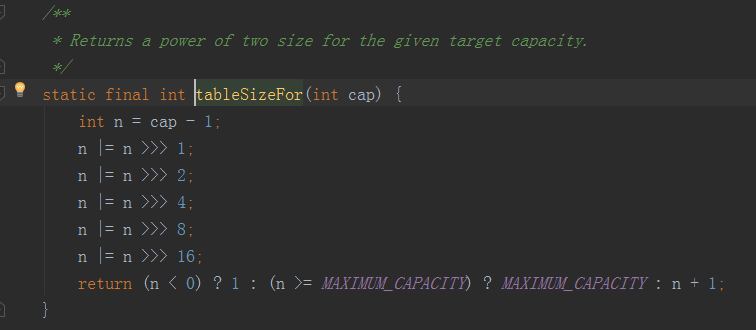 /**
 * Returns a power of two size for the given target capacity.
 */
static final int tableSizeFor(int cap) {
    int n = cap - 1;
    n |= n >>> 1;
    n |= n >>> 2;
    n |= n >>> 4;
    n |= n >>> 8;
    n |= n >>> 16;
    return (n < 0) ? 1 : (n >= MAXIMUM_CAPACITY) ? MAXIMUM_CAPACITY : n + 1;
}